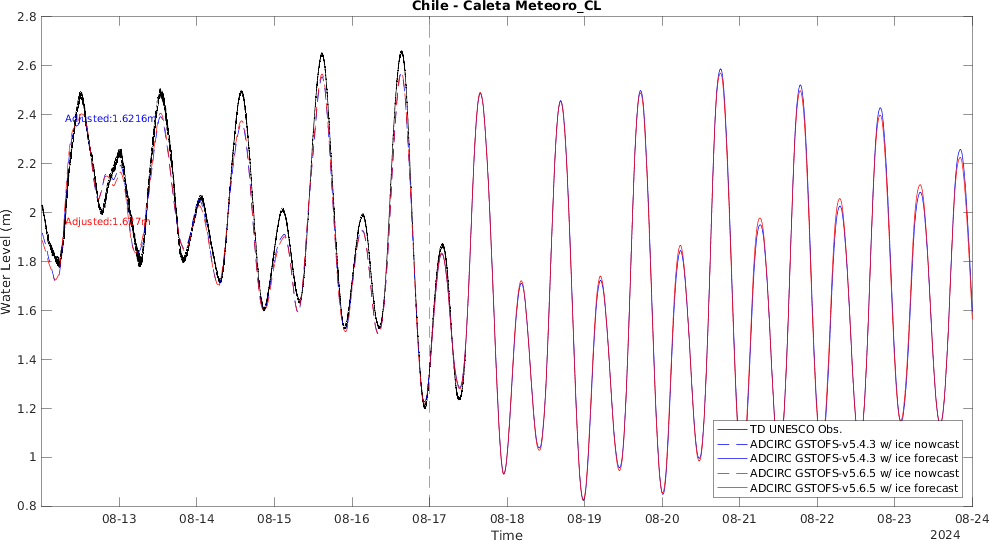 Chile - Caleta Meteoro_CL
2.8
2.6
2.4
2.2
2
1.8
1.6
1.4
1.2
1
0.8
Water Level (m)
Adjusted:1.6216m
Adjusted:1.677m
TD UNESCO Obs.
ADCIRC GSTOFS-v5.4.3 w/ ice nowcast
ADCIRC GSTOFS-v5.4.3 w/ ice forecast
ADCIRC GSTOFS-v5.6.5 w/ ice nowcast
ADCIRC GSTOFS-v5.6.5 w/ ice forecast
08-13 08-14 08-15 08-16 08-17 08-18 08-19 08-20 08-21 08-22 08-23 08-24
Time
2024